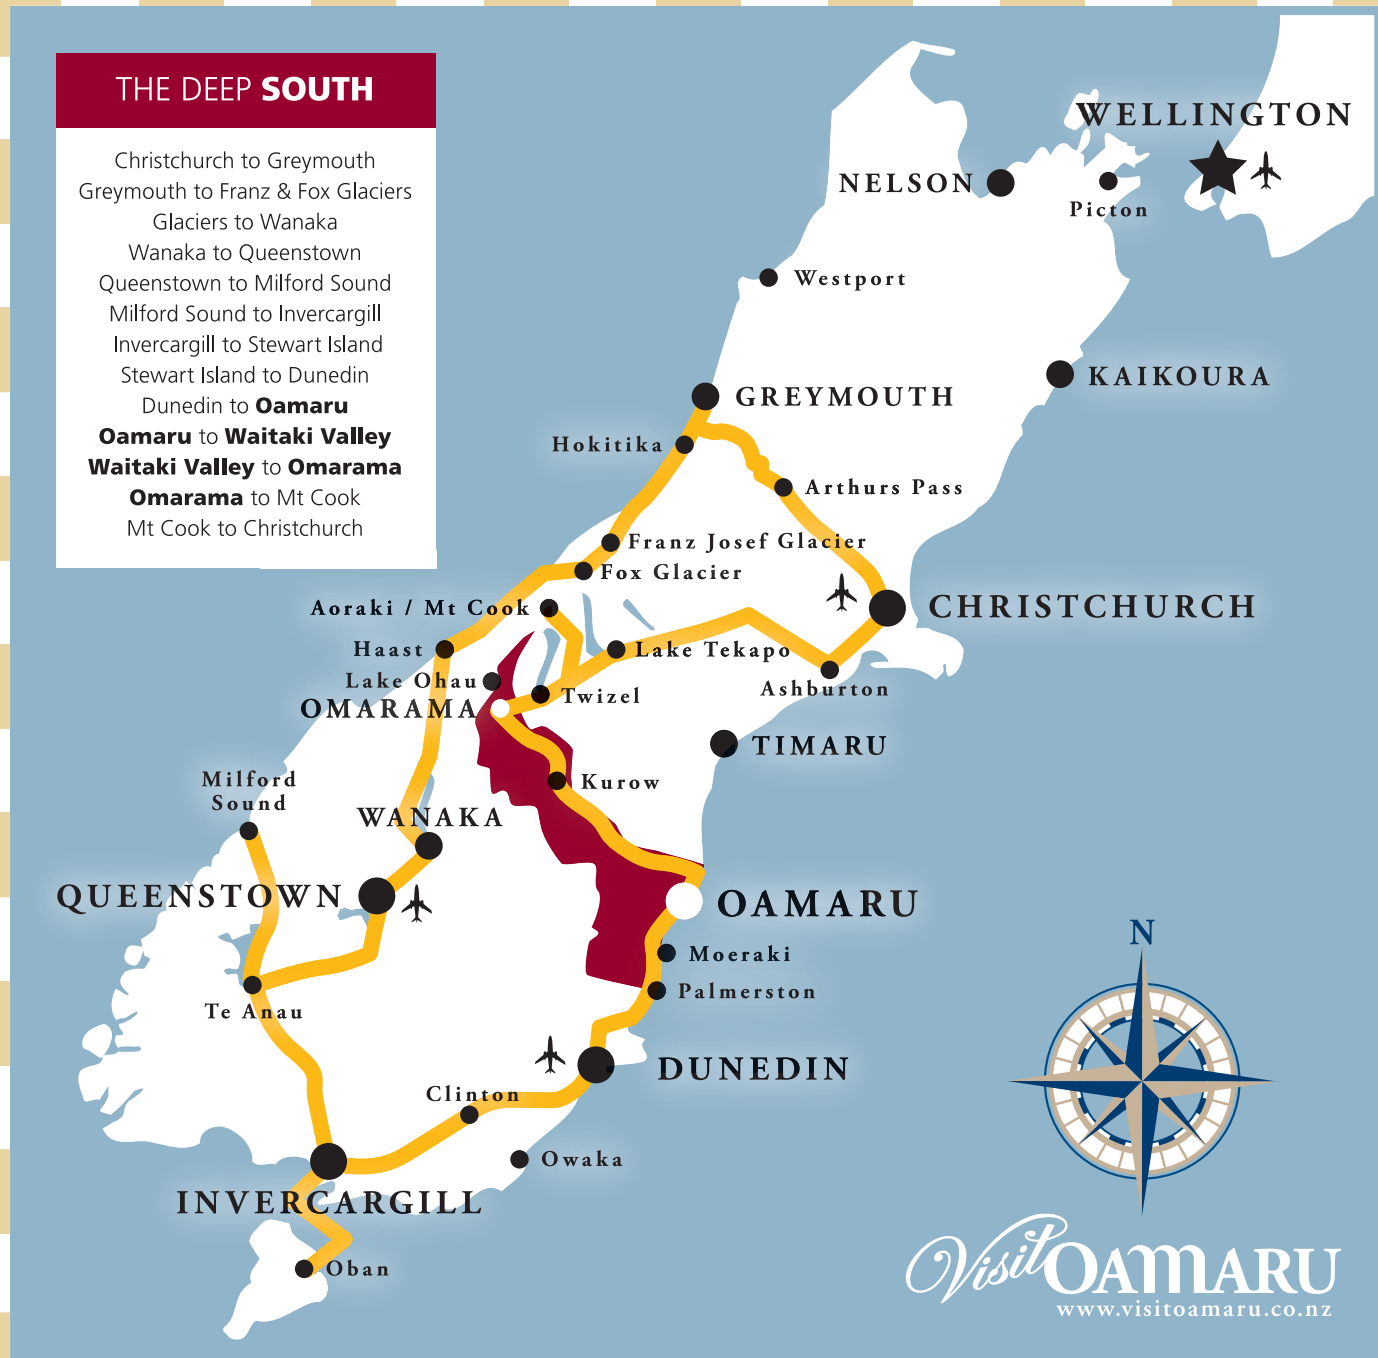 THE DEEP SOUTH
Christchurch to Greymouth
Greymouth to Franz & Fox Glaciers
Glaciers to Wanaka
Wanaka to Queenstown
Queenstown to Milford Sound
Milford Sound to Invercargill
Invercargill to Stewart Island
Stewart Island to Dunedin
Dunedin to Oamaru
Oamaru to Waitaki Valley
Waitaki Valley to Omarama
Omarama to Mt Cook
Mt Cook to Christchurch
WELLINGTON
NELSON
Picton
Westport
KAIKOURA
GREYMOUTH
Hokitika
Arthurs Pass
Franz Josef Glacier
Fox Glacier
Aoraki / Mt Cook
CHRISTCHURCH
Haast
Lake Tekapo
Lake Ohau
Ashburton
Twizel
OMARAMA
TIMARU
Milford
Sound
Kurow
WANAKA
QUEENSTOWN
OAMARU
N
Moeraki
Palmerston
Te Anau
DUNEDIN
Clinton
Owaka
INVERCARGILL
Oban
Visit OAMARU
www.visitoamaru.co.nz